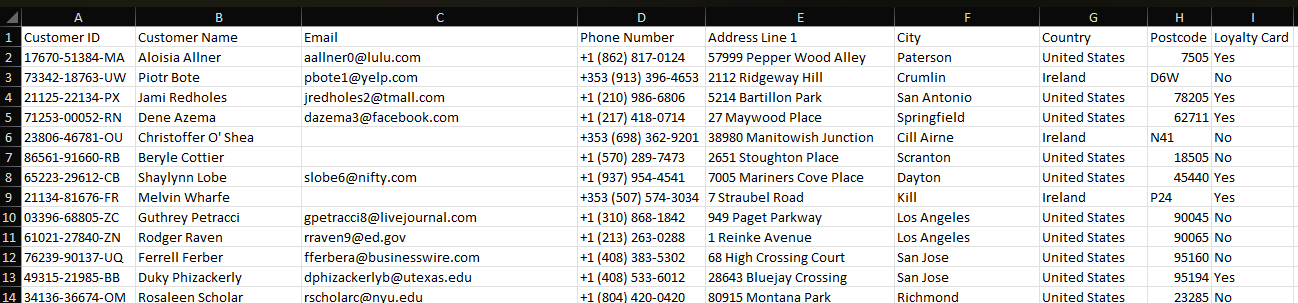 A B C D E F G H I
1 Customer ID Customer Name Email Phone Number Address Line 1 City Country Postcode Loyalty Card
2 17670-51384-MA Aloisia Allner aallner0@lulu.com +1 (862) 817-0124 57999 Pepper Wood Alley Paterson United States 7505 Yes
3 73342-18763-UW Piotr Bote pbote1@yelp.com +353 (913) 396-4653 2112 Ridgeway Hill Crumlin Ireland D6W No
4 21125-22134-PX Jami Redholes jredholes2@tmall.com +1 (210) 986-6806 5214 Bartillon Park San Antonio United States 78205 Yes
5 71253-00052-RN Dene Azema dazema3@facebook.com +1 (217) 418-0714 27 Maywood Place Springfield United States 62711 Yes
6 23806-46781-OU Christoffer O' Shea +353 (698) 362-9201 38980 Manitowish Junction Cill Airne Ireland N41 No
7 86561-91660-RB Beryle Cottier +1 (570) 289-7473 2651 Stoughton Place Scranton United States 18505 No
8 65223-29612-CB Shaylynn Lobe slobe6@nifty.com +1 (937) 954-4541 7005 Mariners Cove Place Dayton United States 45440 Yes
9 21134-81676-FR Melvin Wharfe +353 (507) 574-3034 7 Straubel Road Kill Ireland P24 Yes
10 03396-68805-ZC Guthrey Petracci gpetracci8@livejournal.com +1 (310) 868-1842 949 Paget Parkway Los Angeles United States 90045 No
11 61021-27840-ZN Rodger Raven rraven9@ed.gov +1 (213) 263-0288 1 Reinke Avenue Los Angeles United States 90065 No
12 76239-90137-UQ Ferrell Ferber fferbera@businesswire.com +1 (408) 383-5302 68 High Crossing Court San Jose United States 95160 No
13 49315-21985-BB Duky Phizackerly dphizackerlyb@utexas.edu +1 (408) 533-6012 28643 Bluejay Crossing San Jose United States 95194 Yes
14 34136-36674-OM Rosaleen Scholar rscholarc@nyu.edu +1 (804) 420-0420 80915 Montana Park Richmond United States 23285 No